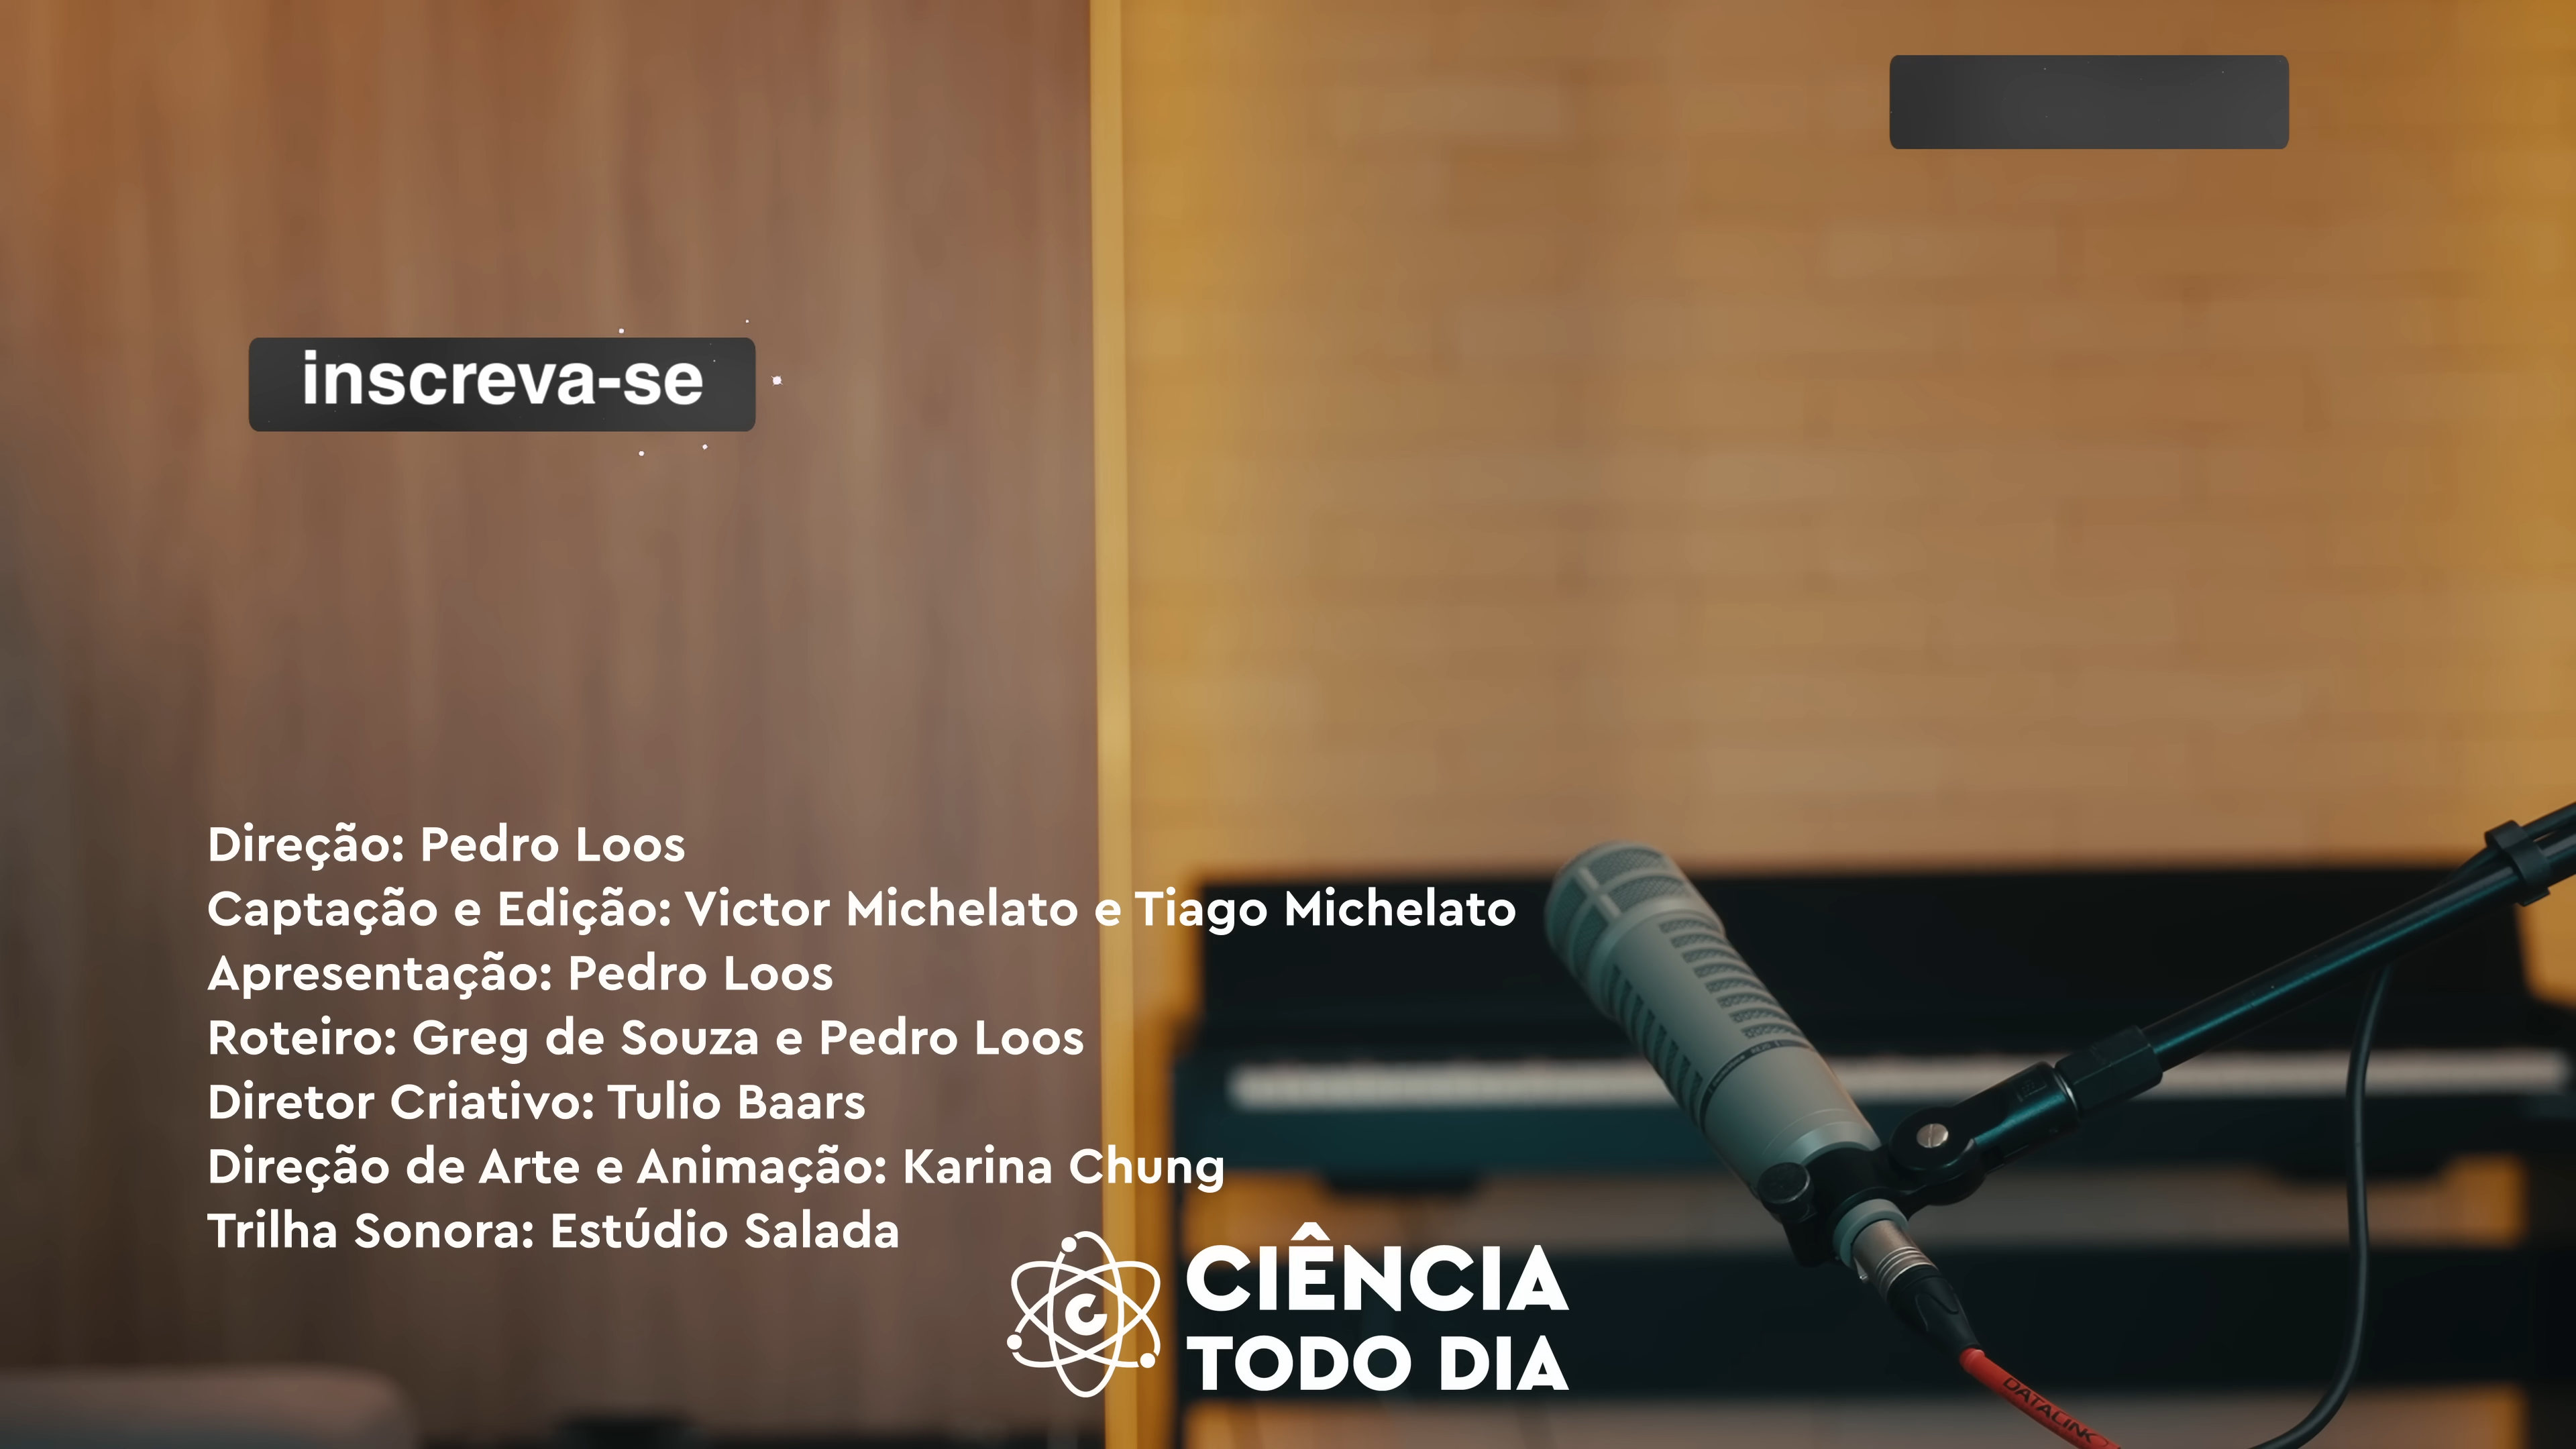 inscreva-se
Direção: Pedro Loos
Captação e Edição: Victor Michelato e Tiago Michelato
Apresentação: Pedro Loos
Roteiro: Greg de Souza e Pedro Loos
Diretor Criativo: Tulio Baars
Direção de Arte e Animação: Karina Chung
Trilha Sonora: Estúdio Salada
CIÊNCIA
TODO DIA
DATALINK